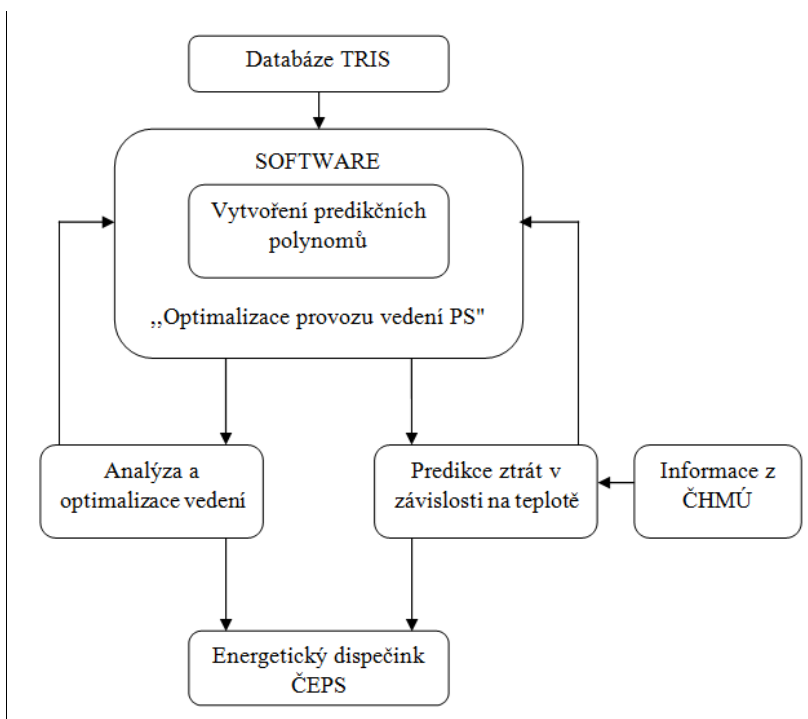 Databáze TRIS
SOFTWARE
Vytvoření predikčních
polynomů
,,Optimalizace provozu vedení PS"
Analýza a
optimalizace vedení
Predikce ztrát v
závislosti na teplotě
Informace z
ČHMÚ
Energetický dispečink
ČEPS